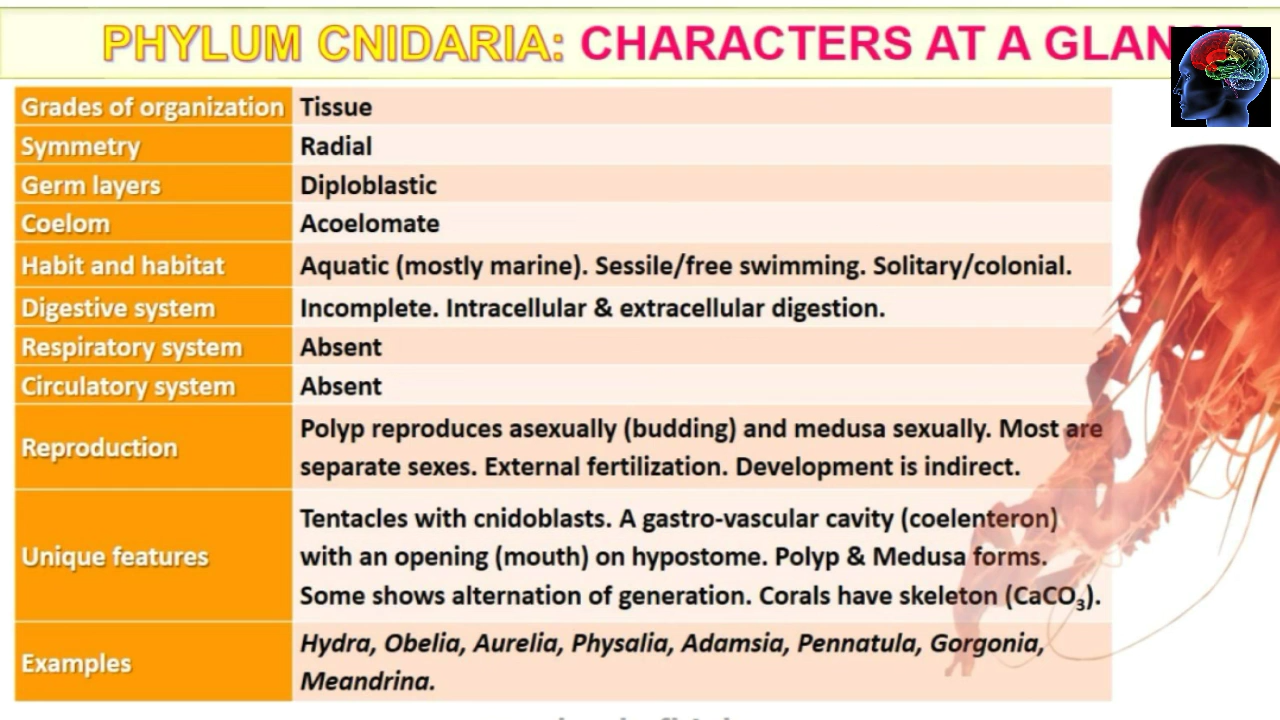 PHYLUM CNIDARIA: CHARACTERS AT A GLAN
Grades of organization Tissue
Symmetry Radial
Germ layers Diploblastic
Coelom Acoelomate
Habit and habitat Aquatic (mostly marine). Sessile/free swimming. Solitary/colonial.
Digestive system Incomplete. Intracellular & extracellular digestion.
Respiratory system Absent
Circulatory system Absent
Reproduction
Polyp reproduces asexually (budding) and medusa sexually. Most are
separate sexes. External fertilization. Development is indirect.
Unique features
Tentacles with cnidoblasts. A gastro-vascular cavity (coelenteron)
with an opening (mouth) on hypostome. Polyp & Medusa forms.
Some shows alternation of generation. Corals have skeleton (CaCO₃).
Examples
Hydra, Obelia, Aurelia, Physalia, Adamsia, Pennatula, Gorgonia,
Meandrina.